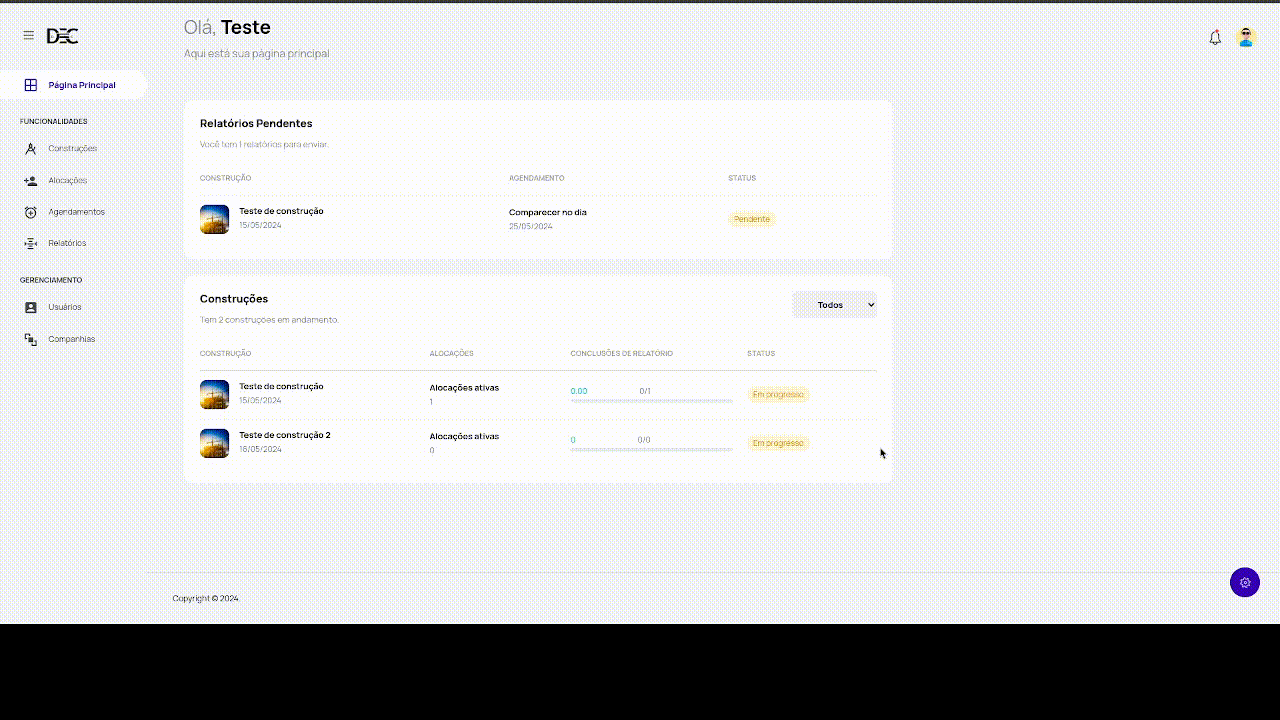 Olá, Teste
DEC
Aqui está sua página principal
Página Principal
FUNCIONALIDADES
Construções
Alocações
Agendamentos
Relatórios
GERENCIAMENTO
Usuários
Companhias
Relatórios Pendentes
Você tem 1 relatórios para enviar.
CONSTRUÇÃO AGENDAMENTO STATUS
Teste de construção Comparecer no dia Pendente
15/05/2024 25/05/2024
Construções Todos
Tem 2 construções em andamento.
CONSTRUÇÃO ALOCAÇÕES CONCLUSÕES DE RELATÓRIO STATUS
Teste de construção Alocações ativas 0.00 0/1 Em progresso
15/05/2024 1
Teste de construção 2 Alocações ativas 0 0/0 Em progresso
16/05/2024 0
Copyright © 2024.